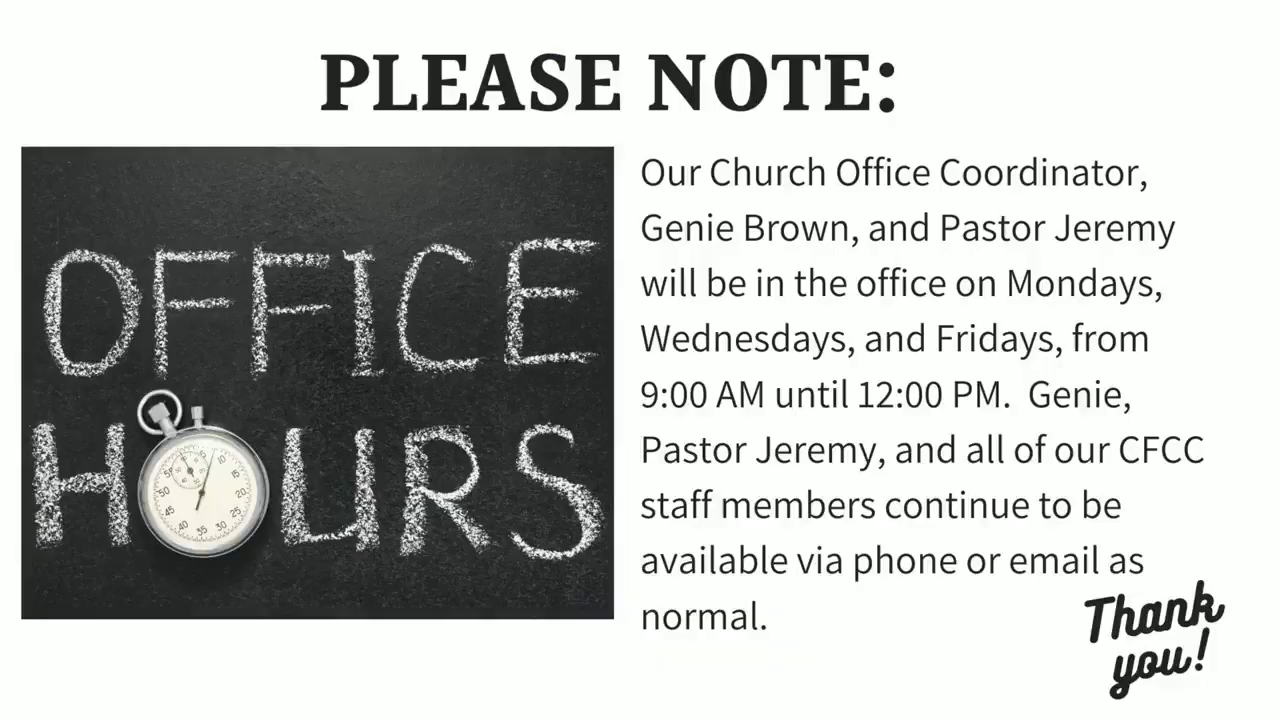 PLEASE NOTE:
OFFICE
HOURS
Our Church Office Coordinator,
Genie Brown, and Pastor Jeremy
will be in the office on Mondays,
Wednesdays, and Fridays, from
9:00 AM until 12:00 PM.  Genie,
Pastor Jeremy, and all of our CFCC
staff members continue to be
available via phone or email as
normal.
Thank
you!